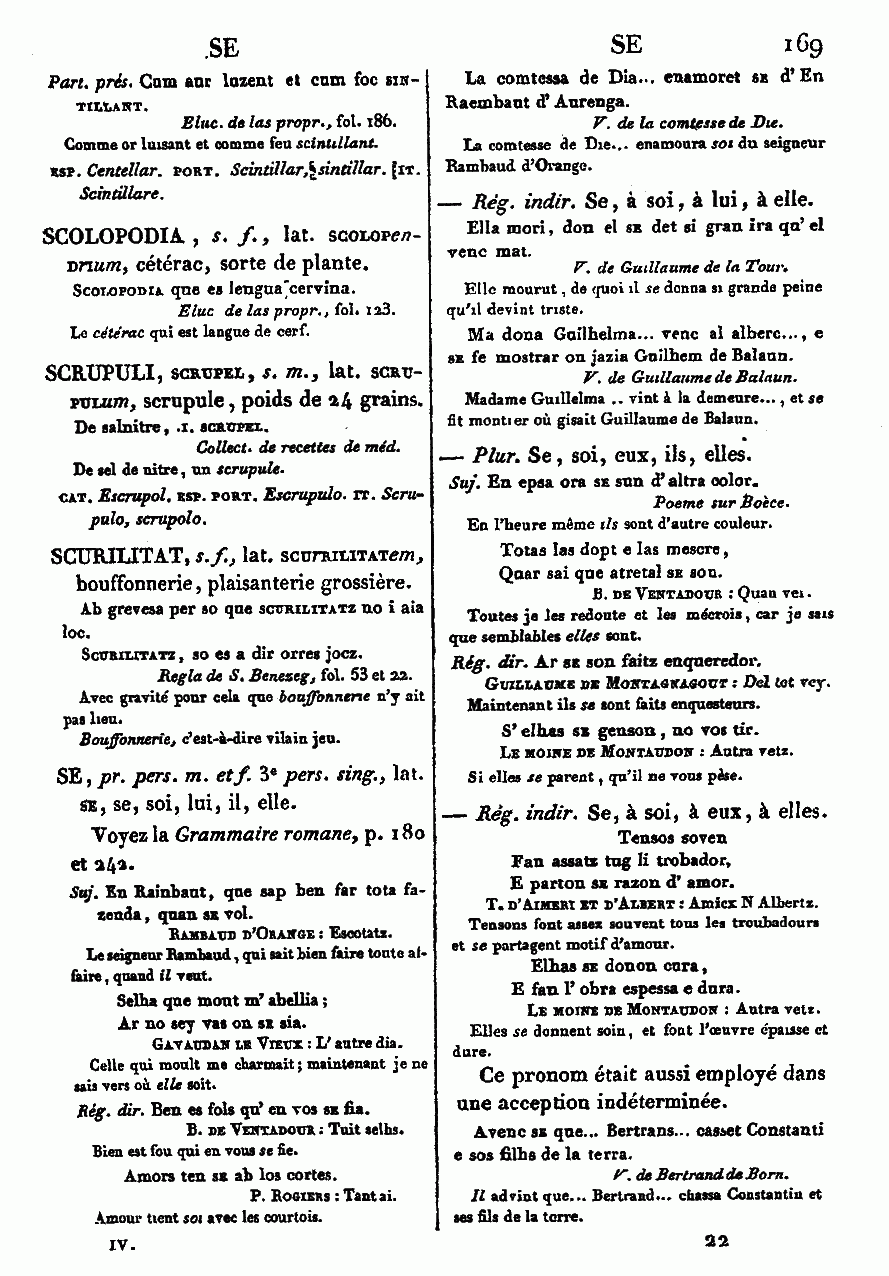 SE
Part. prés. Cum aur luzent et cum foc SIN-
TILLANT.
Eluc. de las propr., fol. 186.
Comme or luisant et comme feu scintillant.
ESP. Centellar. PORT. Scintillar, sintillar. IT.
Scintillare.
SCOLOPODIA, s. f., lat. SCOLOPen-
DRIum, cétérac, sorte de plante.
SCOLOPODIA que es lengua cervina.
Eluc de las propr., fol. 123.
Le cétérac qui est langue de cerf.
SCRUPULI, SCRUPEL, s. m., lat. SCRU-
PULum, scrupule, poids de 24 grains.
De salnitre, .I. SCRUPEL.
Collect. de recettes de méd.
De sel de nitre, un scrupule.
CAT. Escrupol. ESP. PORT. Escrupulo. IT. Scru-
pulo, scrupolo.
SCURILITAT, s. f., lat. SCURRILITATem,
bouffonnerie, plaisanterie grossière.
Ab grevesa per so que SCURILITATZ no i aia
loc.
SCURILITATZ, so es a dir orres jocz.
Regla de S. Benezeg, fol. 53 et 22.
Avec gravité pour cela que bouffonnerie n'y ait
pas lieu.
Bouffonnerie, c'est-à-dire vilain jeu.
SE, pr. pers. m. et f. 3e pers. sing., lat.
SE, se, soi, lui, il, elle.
Voyez la Grammaire romane, p. 180
et 242.
Suj. En Rainbaut, que sap ben far tota fa-
zenda, quan SE vol.
RAMBAUD D'ORANGE : Escotatz.
Le seigneur Rambaud, qui sait bien faire toute af-
faire, quand il veut.
Selha que mout m' abellia ;
Ar no sey vas on SE sia.
GAVAUDAN LE VIEUX : L' autre dia.
Celle qui moult me charmait ; maintenant je ne
sais vers où elle soit.
Rég. dir. Ben es fols qu' en vos SE fia.
B. DE VENTADOUR : Tuit selhs.
Bien est fou qui en vous se fie.
Amors ten SE ab los cortes.
P. ROGIERS : Tant ai.
Amour tient soi avec les courtois.
IV.
SE 169
La comtessa de Dia... enamoret SE d' En
Raembaut d' Aurenga.
V. de la comtesse de Die.
La comtesse de Die... enamoura soi du seigneur
Rambaud d'Orange.
— Rég. indir. Se, à soi, à lui, à elle.
Ella mori, don el SE det si gran ira qu' el
venc mat.
V. de Guillaume de la Tour.
Elle mourut, de quoi il se donna si grande peine
qu'il devint triste.
Ma dona Guilhelma... venc al alberc..., e
SE fe mostrar on jazia Guilhem de Balaun.
V. de Guillaume de Balaun.
Madame Guillelma .. vint à la demeure..., et se
fit montrer où gisait Guillaume de Balaun.
— Plur. Se, soi, eux, ils, elles.
Suj. En epsa ora SE sun d' altra color.
Poeme sur Boèce.
En l'heure même ils sont d'autre couleur.
Totas las dopt e las mescre,
Quar sai que atretal SE son.
B. DE VENTADOUR : Quan vei.
Toutes je les redoute et les mécrois, car je sais
que semblables elles sont.
Rég. dir. Ar SE son faitz enqueredor.
GUILLAUME DE MONTAGNAGOUT : Del tot vey.
Maintenant ils se sont faits enquesteurs.
S' elhas SE genson, no vos tir.
LE MOINE DE MONTAUDON : Autra vetz.
Si elles se parent, qu'il ne vous pèse.
— Rég. indir. Se, à soi, à eux, à elles.
Tensos soven
Fan assatz tug li trobador,
E parton SE razon d' amor.
T. D'AIMERI ET D'ALBERT : Amicx N Albertz.
Tensons font assez souvent tous les troubadours
et se partagent motif d'amour.
Elhas SE donon cura,
E fan l' obra espessa e dura.
LE MOINE DE MONTAUDON : Autra vetz.
Elles se donnent soin, et font l'œuvre épaisse et
dure.
Ce pronom était aussi employé dans
une acception indéterminée.
Avenc SE que... Bertrans... casset Constanti
e sos filhs de la terra.
V. de Bertrand de Born.
Il advint que... Bertrand... chassa Constantin et
ses fils de la terre.
22